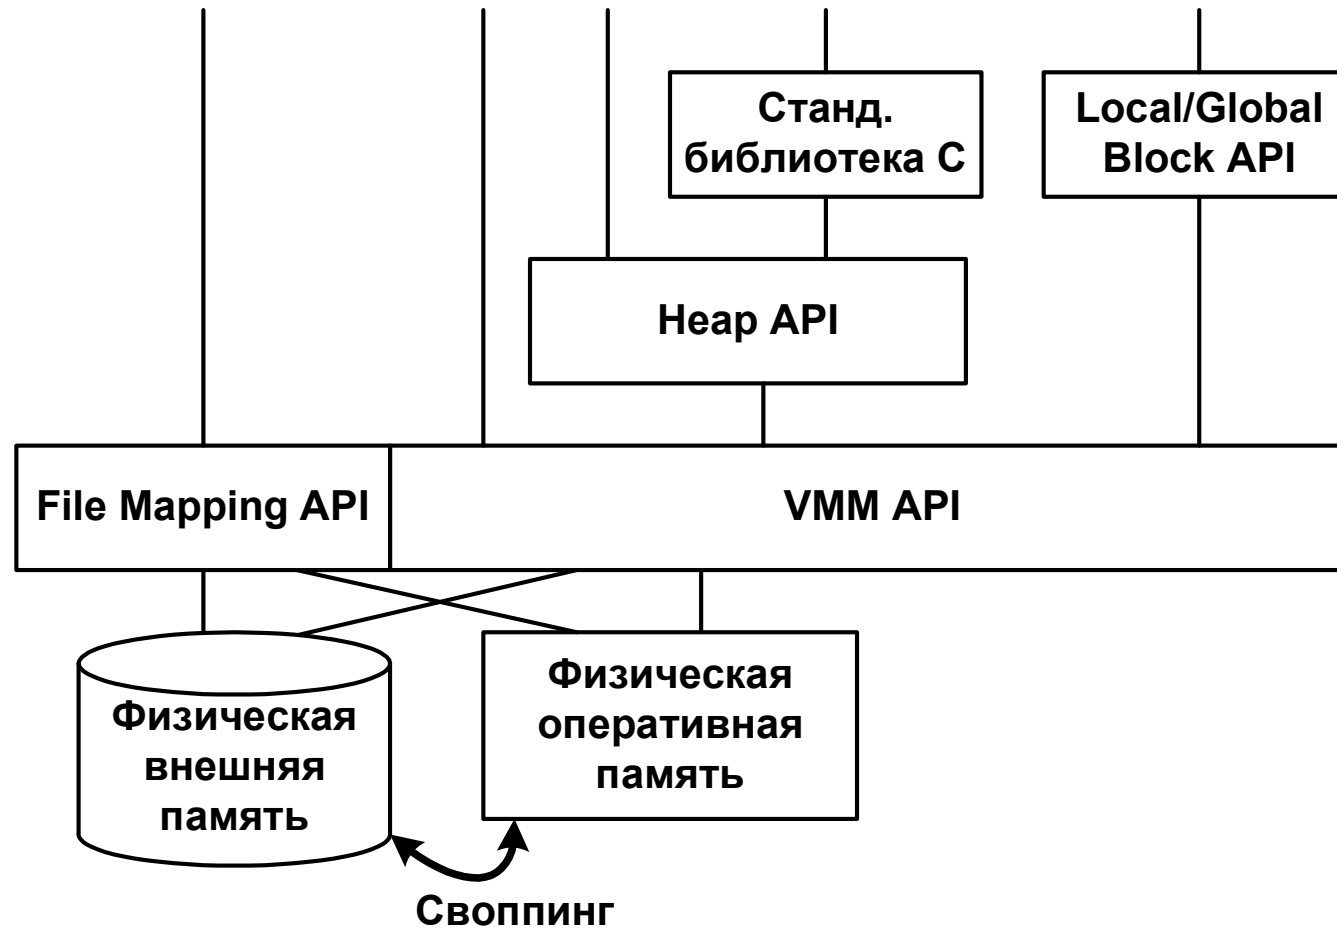 Станд.
библиотека С
Local/Global
Block API
Heap API
File Mapping API
VMM API
Физическая
внешняя
память
Физическая
оперативная
память
Своппинг